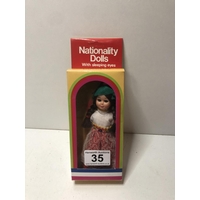 Nationality
Dolls
With sleeping eyes
35